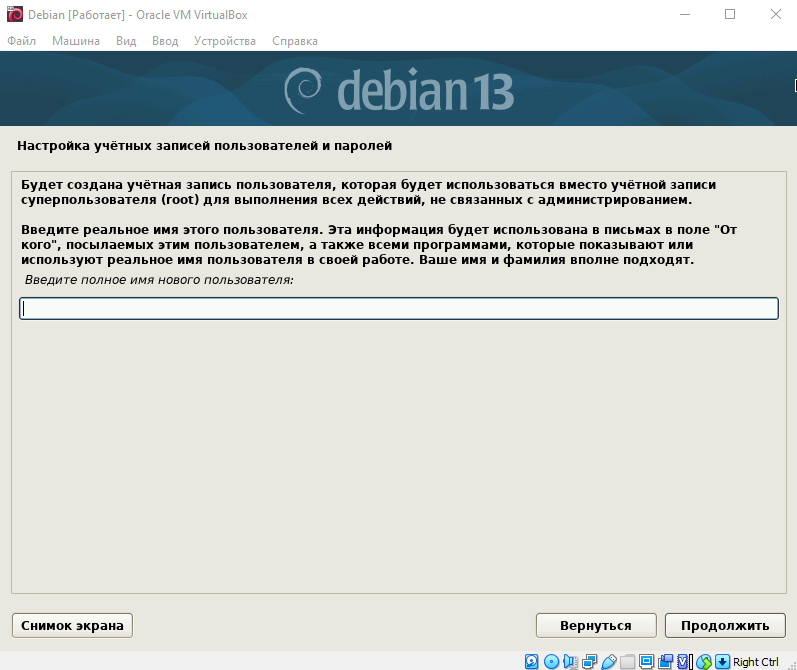 Debian [Работает] - Oracle VM VirtualBox
Файл Машина Вид Ввод Устройства Справка
debian 13
Настройка учётных записей пользователей и паролей
Будет создана учётная запись пользователя, которая будет использоваться вместо учётной записи
суперпользователя (root) для выполнения всех действий, не связанных с администрированием.
Введите реальное имя этого пользователя. Эта информация будет использована в письмах в поле "От
кого", посылаемых этим пользователем, а также всеми программами, которые показывают или
используют реальное имя пользователя в своей работе. Ваше имя и фамилия вполне подходят.
Введите полное имя нового пользователя:
Снимок экрана Вернуться Продолжить
Right Ctrl